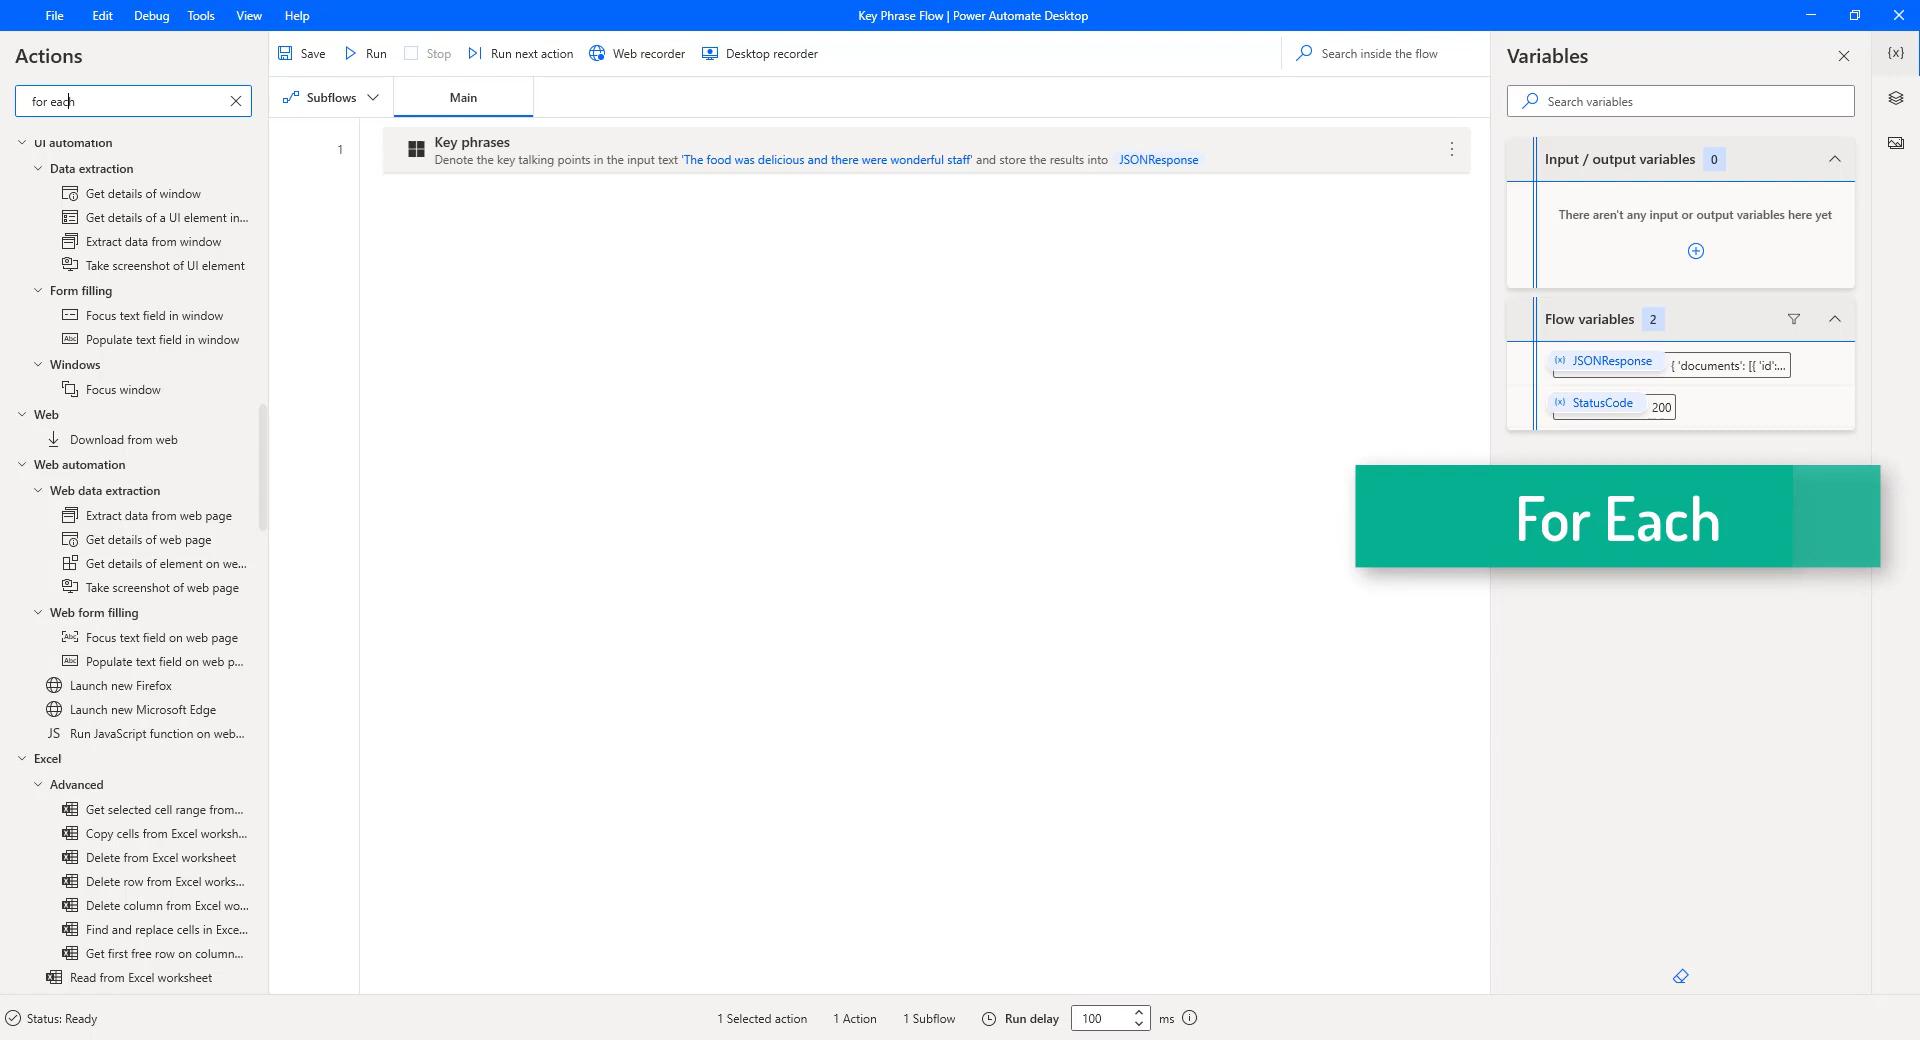 File Edit Debug Tools View Help
Key Phrase Flow | Power Automate Desktop
Actions
for each
UI automation
Data extraction
Get details of window
Get details of a UI element in...
Extract data from window
Take screenshot of UI element
Form filling
Focus text field in window
Abc Populate text field in window
Windows
Focus window
Web
Download from web
Web automation
Web data extraction
Extract data from web page
Get details of web page
Get details of element on we...
Take screenshot of web page
Web form filling
Abc Focus text field on web page
Abc Populate text field on web p...
Launch new Firefox
Launch new Microsoft Edge
JS Run JavaScript function on web...
Excel
Advanced
Get selected cell range from...
Copy cells from Excel worksh...
Delete from Excel worksheet
Delete row from Excel works...
Delete column from Excel wo...
Find and replace cells in Exce...
Get first free row on column...
Read from Excel worksheet
Save Run Stop Run next action Web recorder Desktop recorder
Search inside the flow
Subflows Main
1
Key phrases
Denote the key talking points in the input text 'The food was delicious and there were wonderful staff' and store the results into JSONResponse
Variables
{x}
Search variables
Input / output variables 0
There aren't any input or output variables here yet
Flow variables 2
(x) JSONResponse { 'documents': [{ 'id':...
(x) StatusCode 200
For Each
Status: Ready
1 Selected action 1 Action 1 Subflow Run delay 100 ms